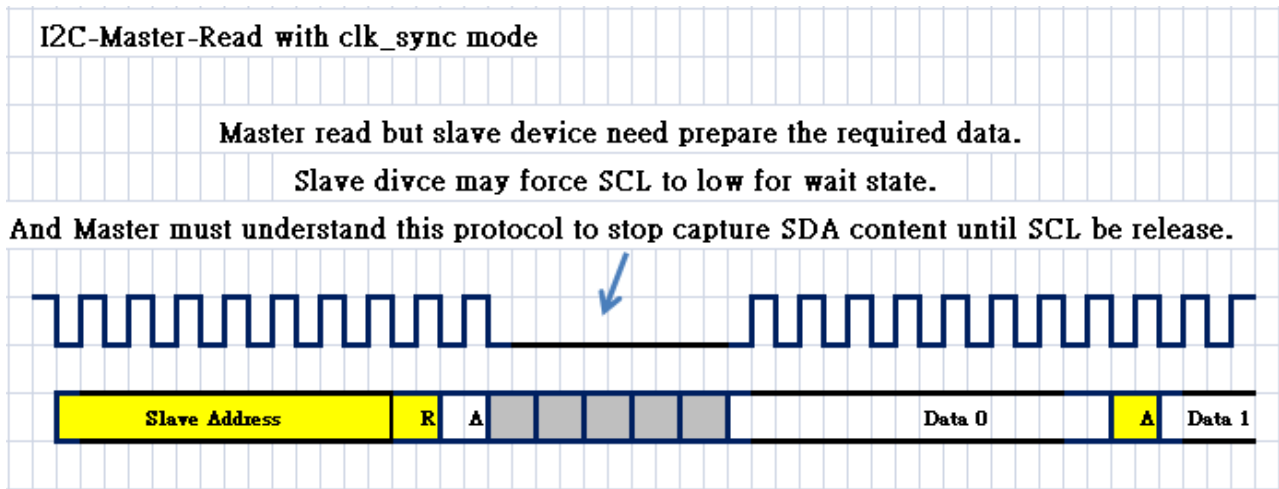 I2C-Master-Read with clk_sync mode
Master read but slave device need prepare the required data.
Slave divce may force SCL to low for wait state.
And Master must understand this protocol to stop capture SDA content until SCL be release.
Slave Address R A Data 0 A Data 1